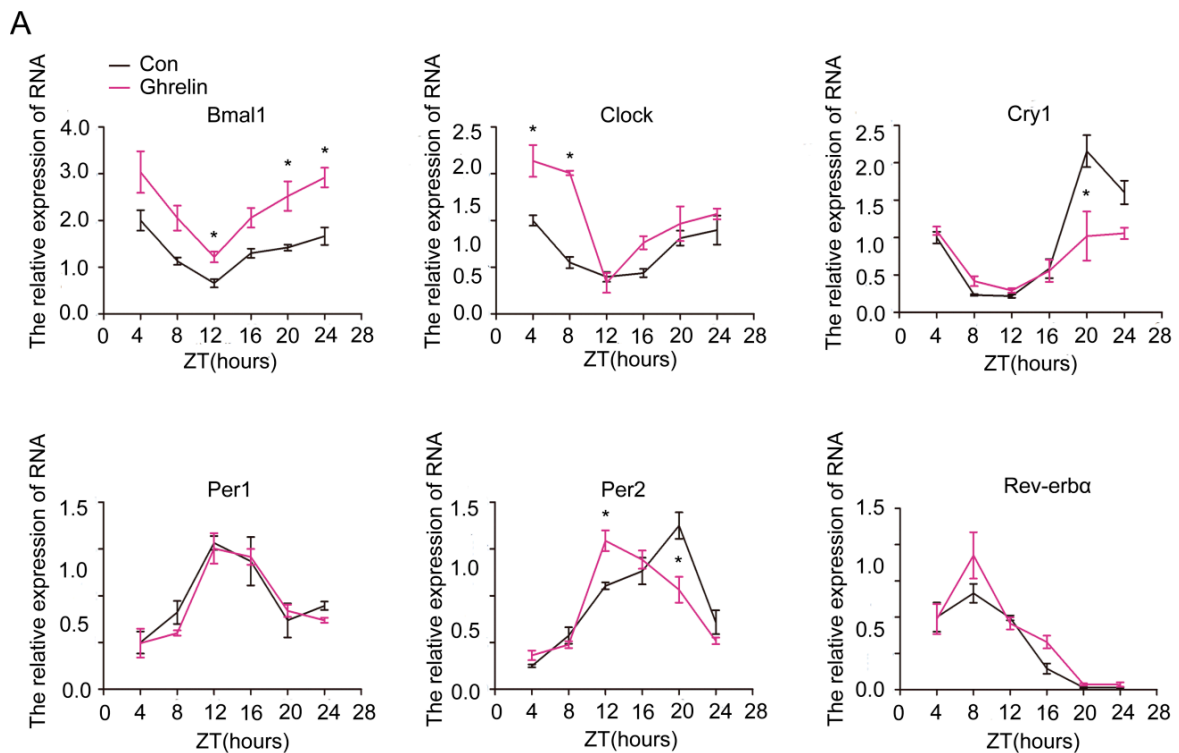 A
Con
Ghrelin
Bmal1
The relative expression of RNA
4.0
3.0
2.0
1.0
0.0
*
*
*
0 4 8 12 16 20 24 28
ZT(hours)
Clock
The relative expression of RNA
2.5
2.0
1.5
1.0
0.5
0.0
*
*
0 4 8 12 16 20 24 28
ZT(hours)
Cry1
The relative expression of RNA
2.5
2.0
1.5
1.0
0.5
0.0
*
0 4 8 12 16 20 24 28
ZT(hours)
Per1
The relative expression of RNA
1.5
1.0
0.5
0.0
0 4 8 12 16 20 24 28
ZT(hours)
Per2
The relative expression of RNA
1.5
1.0
0.5
0.0
*
*
0 4 8 12 16 20 24 28
ZT(hours)
Rev-erbα
The relative expression of RNA
1.5
1.0
0.5
0.0
0 4 8 12 16 20 24 28
ZT(hours)